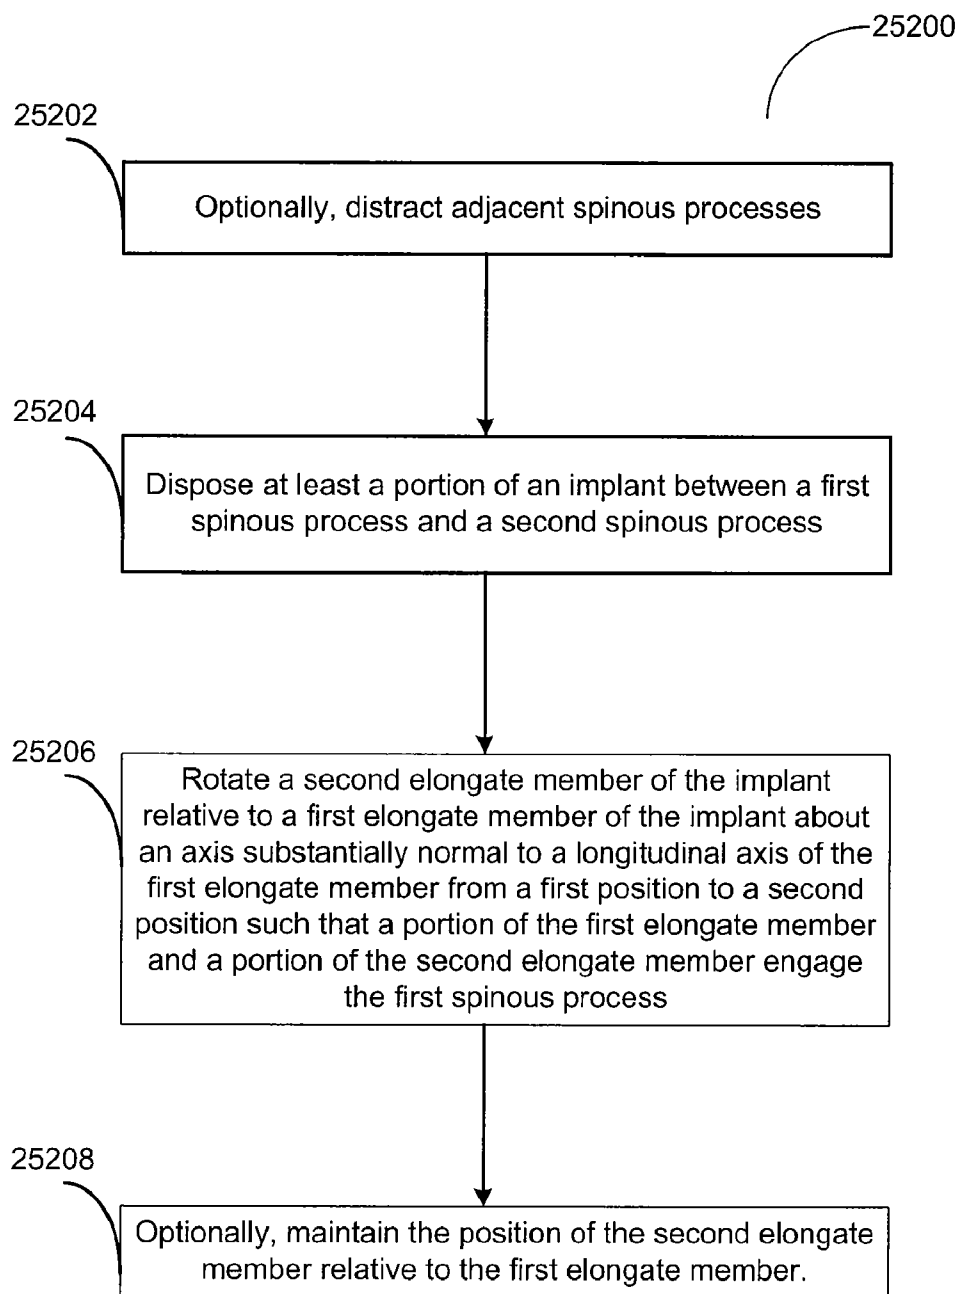 25200
25202
Optionally, distract adjacent spinous processes
25204
Dispose at least a portion of an implant between a first
spinous process and a second spinous process
25206
Rotate a second elongate member of the implant
relative to a first elongate member of the implant about
an axis substantially normal to a longitudinal axis of the
first elongate member from a first position to a second
position such that a portion of the first elongate member
and a portion of the second elongate member engage
the first spinous process
25208
Optionally, maintain the position of the second elongate
member relative to the first elongate member.